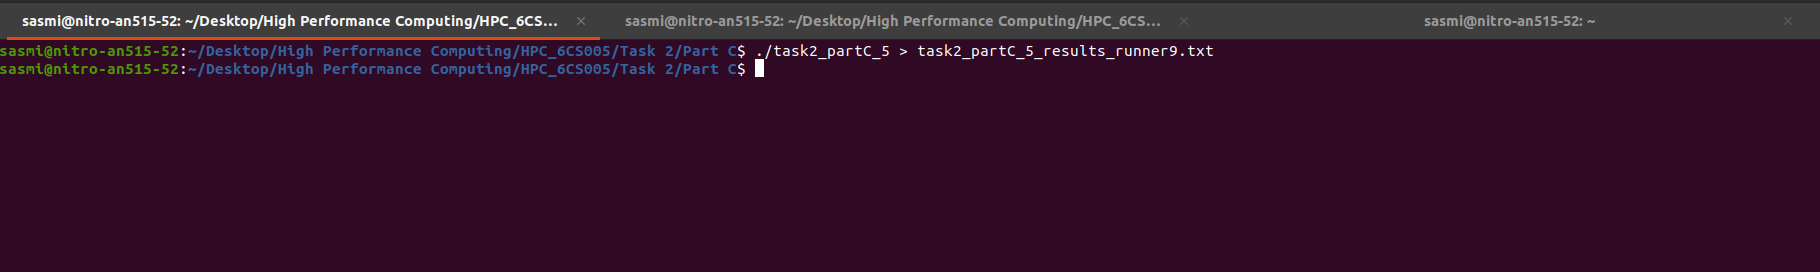 sasmi@nitro-an515-52: ~/Desktop/High Performance Computing/HPC_6CS... × sasmi@nitro-an515-52: ~/Desktop/High Performance Computing/HPC_6CS... × sasmi@nitro-an515-52: ~ ×
sasmi@nitro-an515-52:~/Desktop/High Performance Computing/HPC_6CS005/Task 2/Part C$ ./task2_partC_5 > task2_partC_5_results_runner9.txt
sasmi@nitro-an515-52:~/Desktop/High Performance Computing/HPC_6CS005/Task 2/Part C$